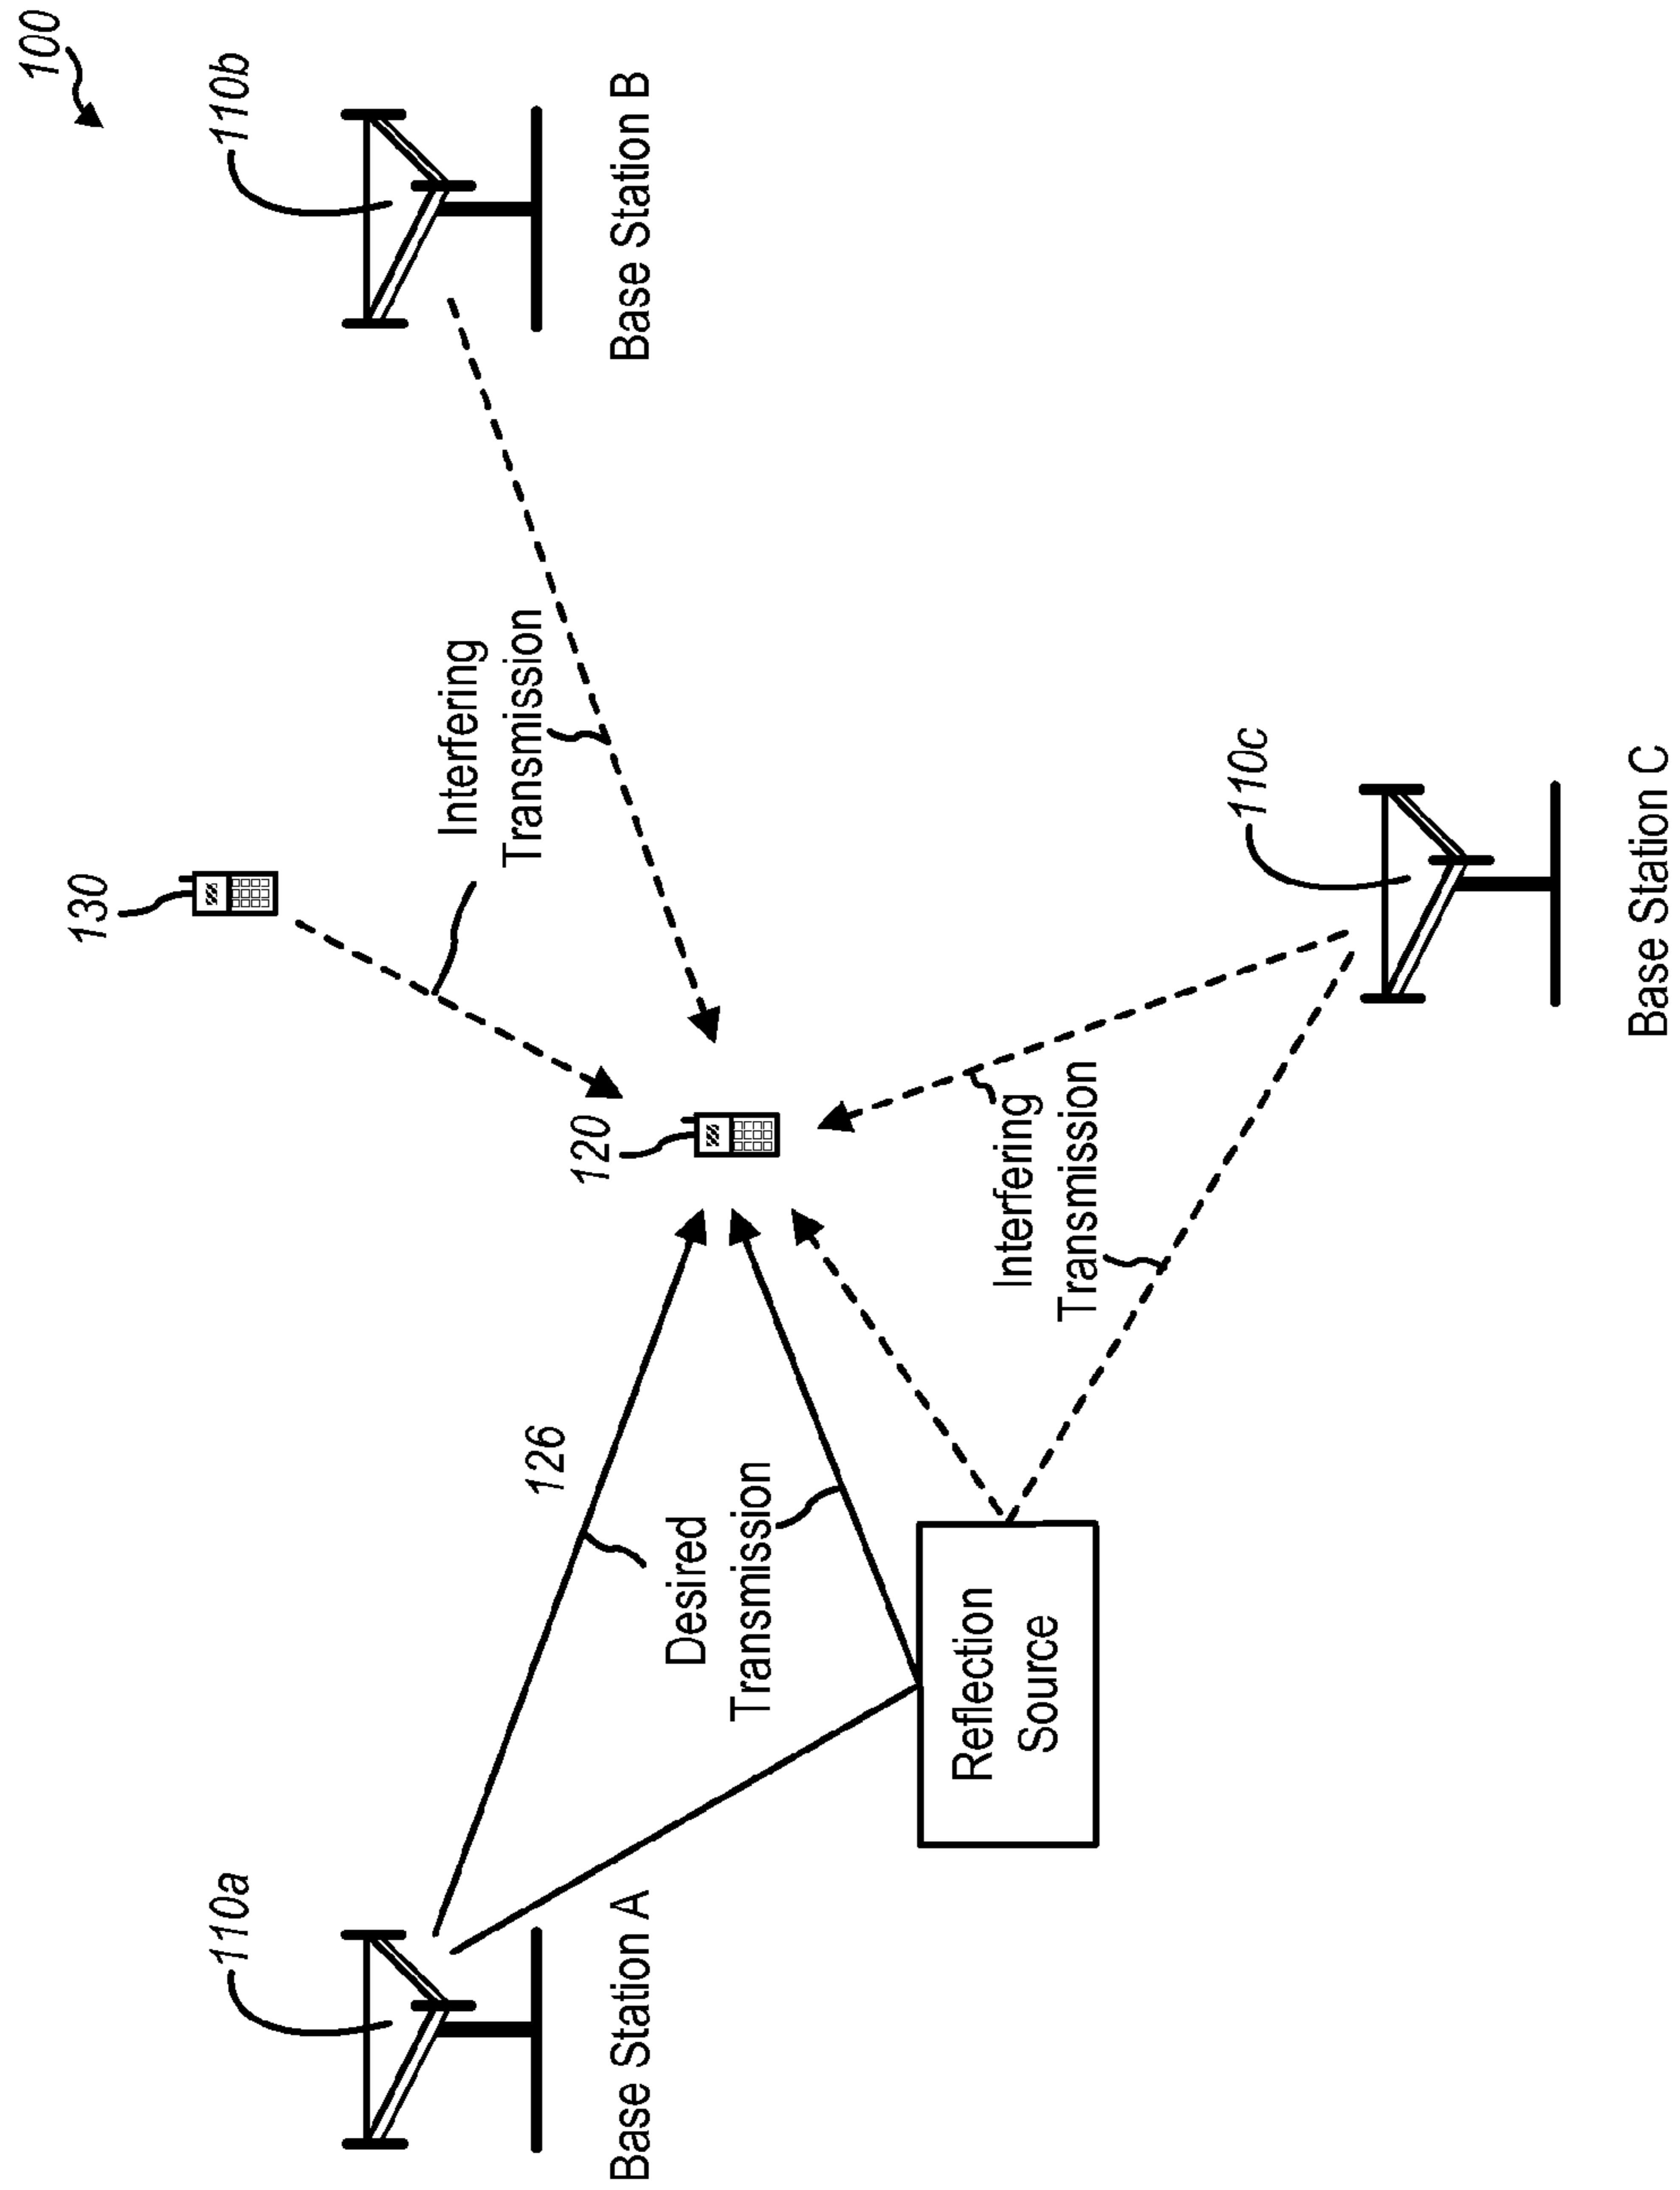 100
110a
110b
130
120
126
Interfering
Transmission
Desired
Transmission
Base Station A
Base Station B
Reflection
Source
Interfering
Transmission
110c
Base Station C